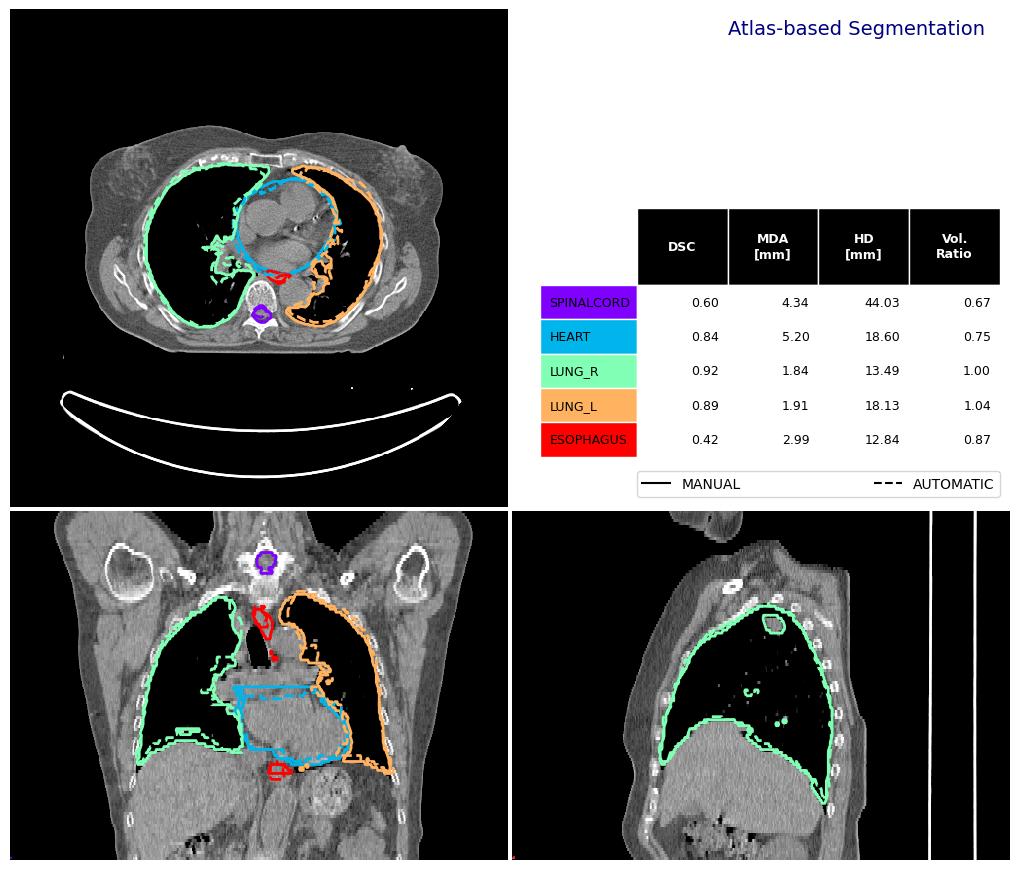 Atlas-based Segmentation
DSC MDA [mm] HD [mm] Vol. Ratio
SPINALCORD 0.60 4.34 44.03 0.67
HEART 0.84 5.20 18.60 0.75
LUNG_R 0.92 1.84 13.49 1.00
LUNG_L 0.89 1.91 18.13 1.04
ESOPHAGUS 0.42 2.99 12.84 0.87
MANUAL AUTOMATIC